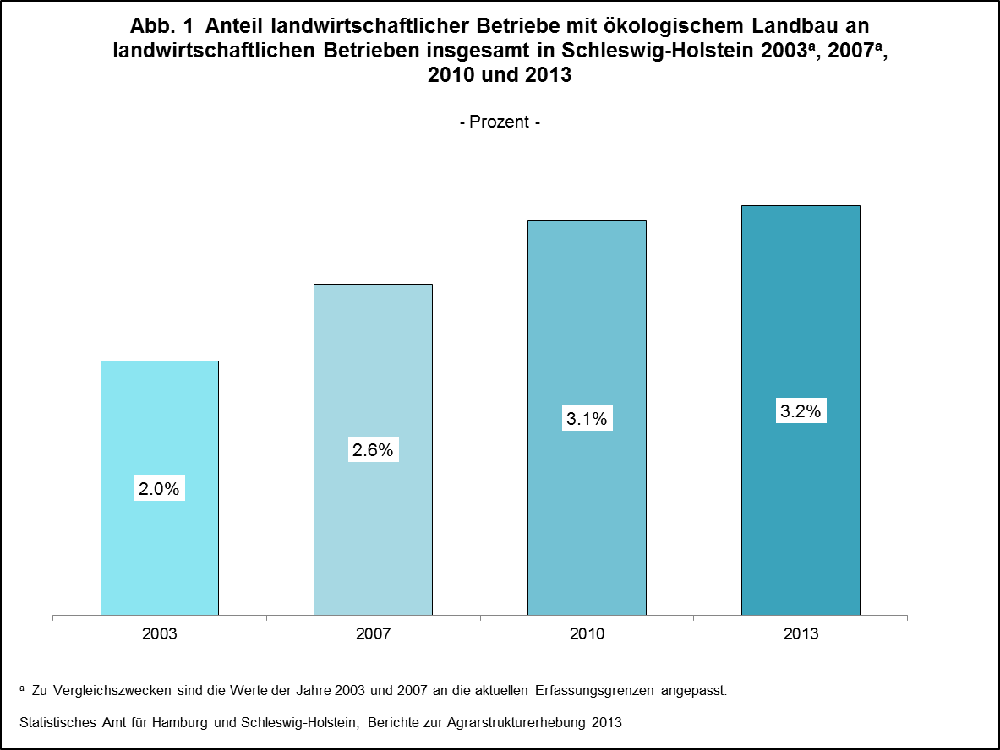 Abb. 1 Anteil landwirtschaftlicher Betriebe mit ökologischem Landbau an
landwirtschaftlichen Betrieben insgesamt in Schleswig-Holstein 2003ᵃ, 2007ᵃ,
2010 und 2013
- Prozent -
2.0%
2.6%
3.1%
3.2%
2003
2007
2010
2013
ᵃ Zu Vergleichszwecken sind die Werte der Jahre 2003 und 2007 an die aktuellen Erfassungsgrenzen angepasst.
Statistisches Amt für Hamburg und Schleswig-Holstein, Berichte zur Agrarstrukturerhebung 2013